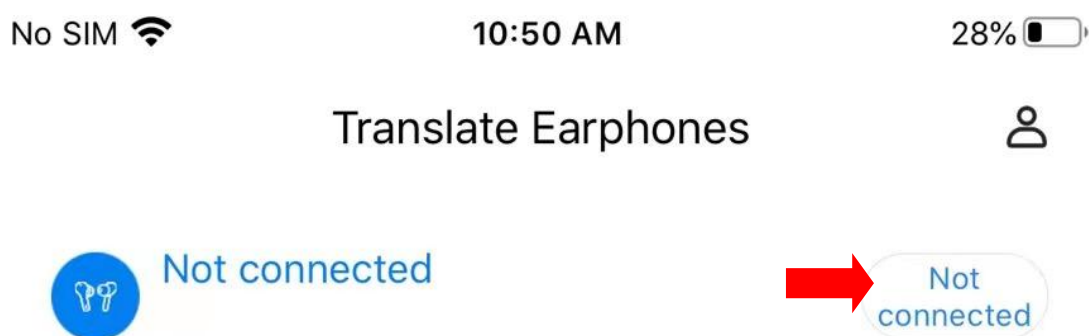 No SIM 10:50 AM 28%
Translate Earphones
Not connected
Not
connected